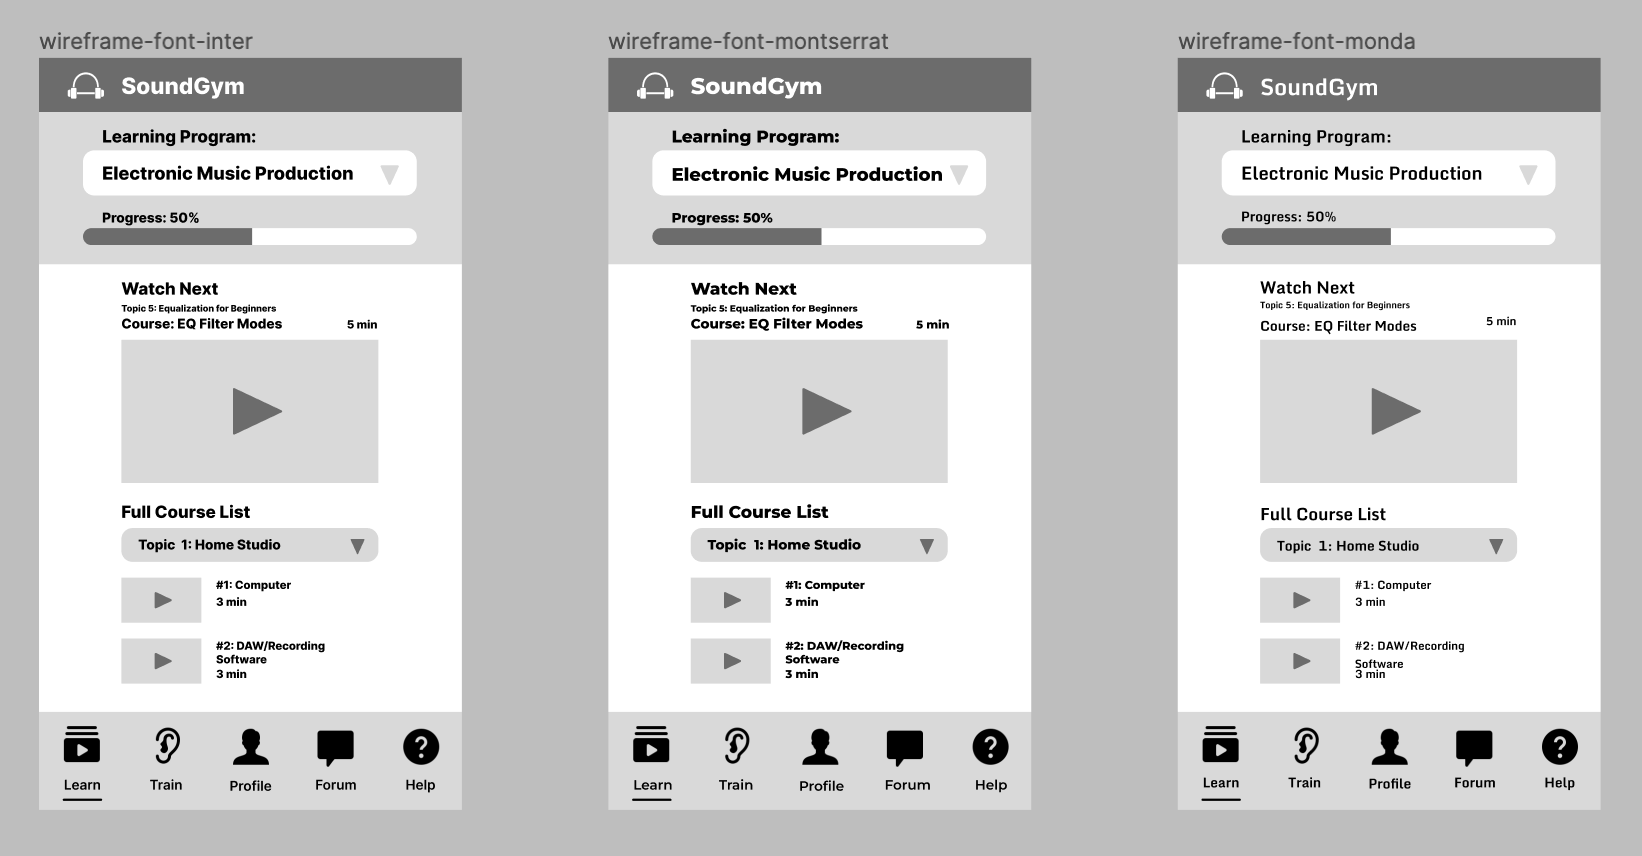 wireframe-font-inter
SoundGym
Learning Program:
Electronic Music Production
Progress: 50%
Watch Next
Topic 5: Equalization for Beginners
Course: EQ Filter Modes
5 min
Full Course List
Topic 1: Home Studio
#1: Computer
3 min
#2: DAW/Recording
Software
3 min
Learn
Train
Profile
Forum
? Help
wireframe-font-montserrat
SoundGym
Learning Program:
Electronic Music Production
Progress: 50%
Watch Next
Topic 5: Equalization for Beginners
Course: EQ Filter Modes
5 min
Full Course List
Topic 1: Home Studio
#1: Computer
3 min
#2: DAW/Recording
Software
3 min
Learn
Train
Profile
Forum
? Help
wireframe-font-monda
SoundGym
Learning Program:
Electronic Music Production
Progress: 50%
Watch Next
Topic 5: Equalization for Beginners
Course: EQ Filter Modes
5 min
Full Course List
Topic 1: Home Studio
#1: Computer
3 min
#2: DAW/Recording
Software
3 min
Learn
Train
Profile
Forum
? Help